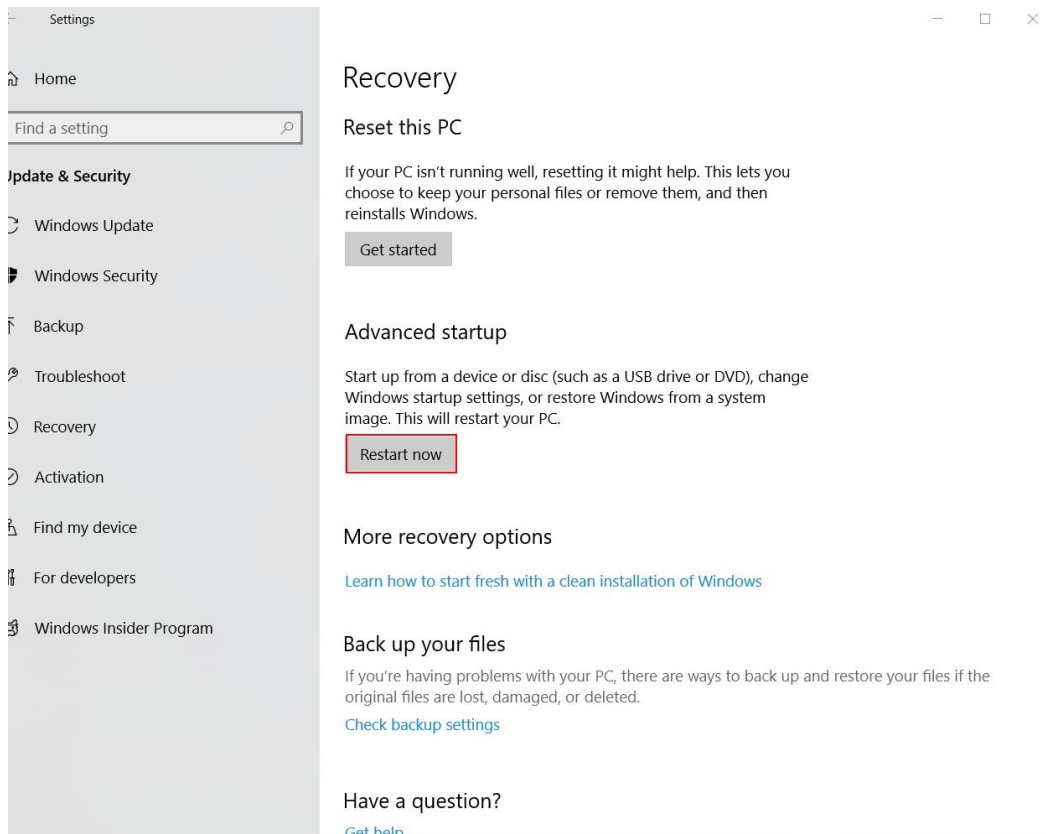 Settings
Home
Find a setting
Update & Security
Windows Update
Windows Security
Backup
Troubleshoot
Recovery
Activation
Find my device
For developers
Windows Insider Program
Recovery
Reset this PC
If your PC isn't running well, resetting it might help. This lets you
choose to keep your personal files or remove them, and then
reinstalls Windows.
Get started
Advanced startup
Start up from a device or disc (such as a USB drive or DVD), change
Windows startup settings, or restore Windows from a system
image. This will restart your PC.
Restart now
More recovery options
Learn how to start fresh with a clean installation of Windows
Back up your files
If you're having problems with your PC, there are ways to back up and restore your files if the
original files are lost, damaged, or deleted.
Check backup settings
Have a question?
Get help